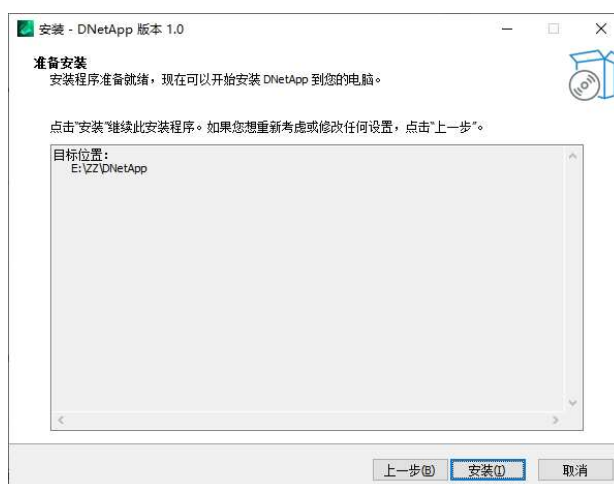 安装 - DNetApp 版本 1.0
准备安装
安装程序准备就绪，现在可以开始安装 DNetApp 到您的电脑。
点击“安装”继续此安装程序。如果您想重新考虑或修改任何设置，点击“上一步”。
目标位置：
E:\ZZ\DNetApp
上一步(B) 安装(I) 取消